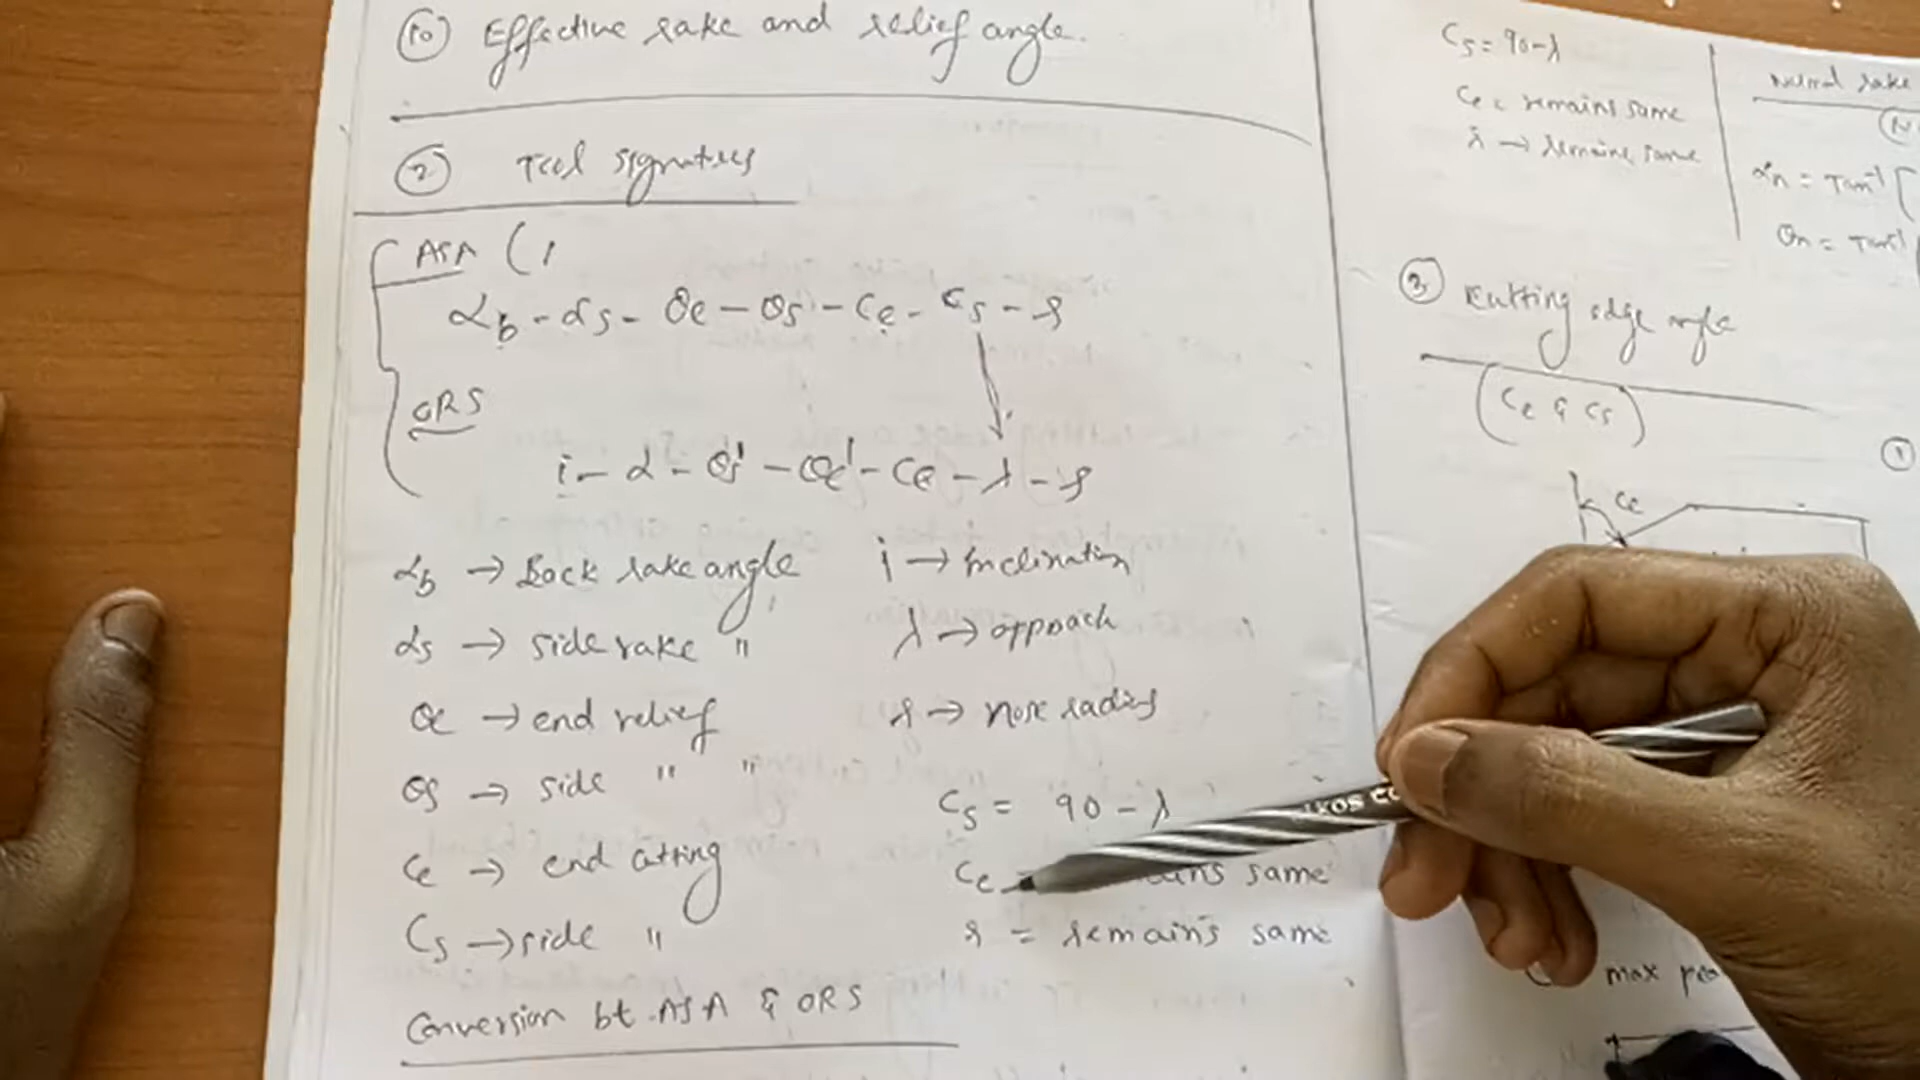 10 Effective rake and relief angle.
2 Tool signatures
ASA (
αb - αs - θe - θs - Ce - Cs - r
ORS
i - α - θs' - θe' - Ce - λ - r
αb → Back rake angle
αs → side rake "
θe → end relief
θs → side " "
Ce → end cutting
Cs → side "
i → Inclination
λ → approach
r → nose radius
Cs = 90 - λ
Ce same
r = remains same
Conversion bt. ASA & ORS
Cs = 90-λ
Ce = remains same
r → remains same
Normal rake
αn = Tan-1 [
θn = Tan-1
3 Cutting edge angle
(Ce & Cs)
1
Ce
max